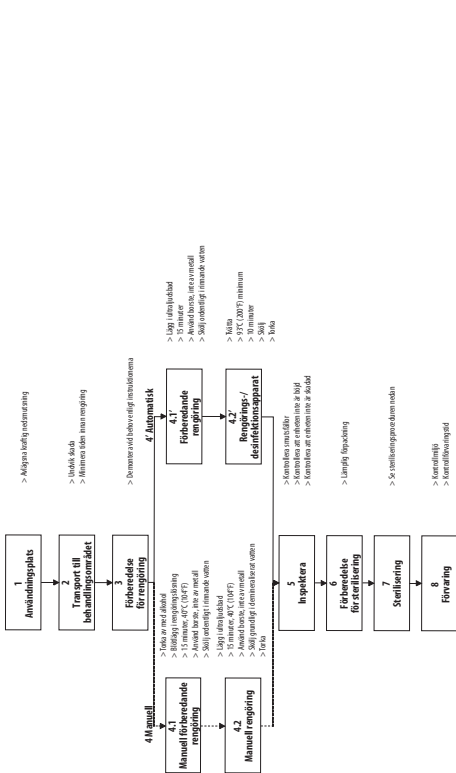 1
Användningsplats
> Avlägsna kraftig nedsmutsning
2
Transport till
behandlingsområdet
> Undvik skada
> Minimera tiden innan rengöring
3
Förberedelse
för rengöring
> Demontera vid behov enligt instruktionerna
4 Manuell
4.1
Manuell förberedande
rengöring
> Torka av med alkohol
> Blötlägg i rengöringslösning
> 15 minuter, 40°C (104°F)
> Använd borste, inte av metall
> Skölj ordentligt i rinnande vatten
4.2
Manuell rengöring
> Lägg i ultraljudsbad
> 15 minuter, 40°C (104°F)
> Använd borste, inte av metall
> Skölj grundligt i demineraliserat vatten
> Torka
4' Automatisk
4.1'
Förberedande
rengöring
> Lägg i ultraljudsbad
> 15 minuter
> Använd borste, inte av metall
> Skölj ordentligt i rinnande vatten
4.2'
Rengörings-/
desinfektionsapparat
> Tvätta
> 93°C (200°F) minimum
> 10 minuter
> Skölj
> Torka
5
Inspektera
> Kontrollera smutsfällor
> Kontrollera att enheten inte är böjd
> Kontrollera att enheten inte är skadad
6
Förberedelse
för sterilisering
> Lämplig förpackning
7
Sterilisering
> Se steriliseringsproceduren nedan
8
Förvaring
> Kontrollmiljö
> Kontrollförvaringstid